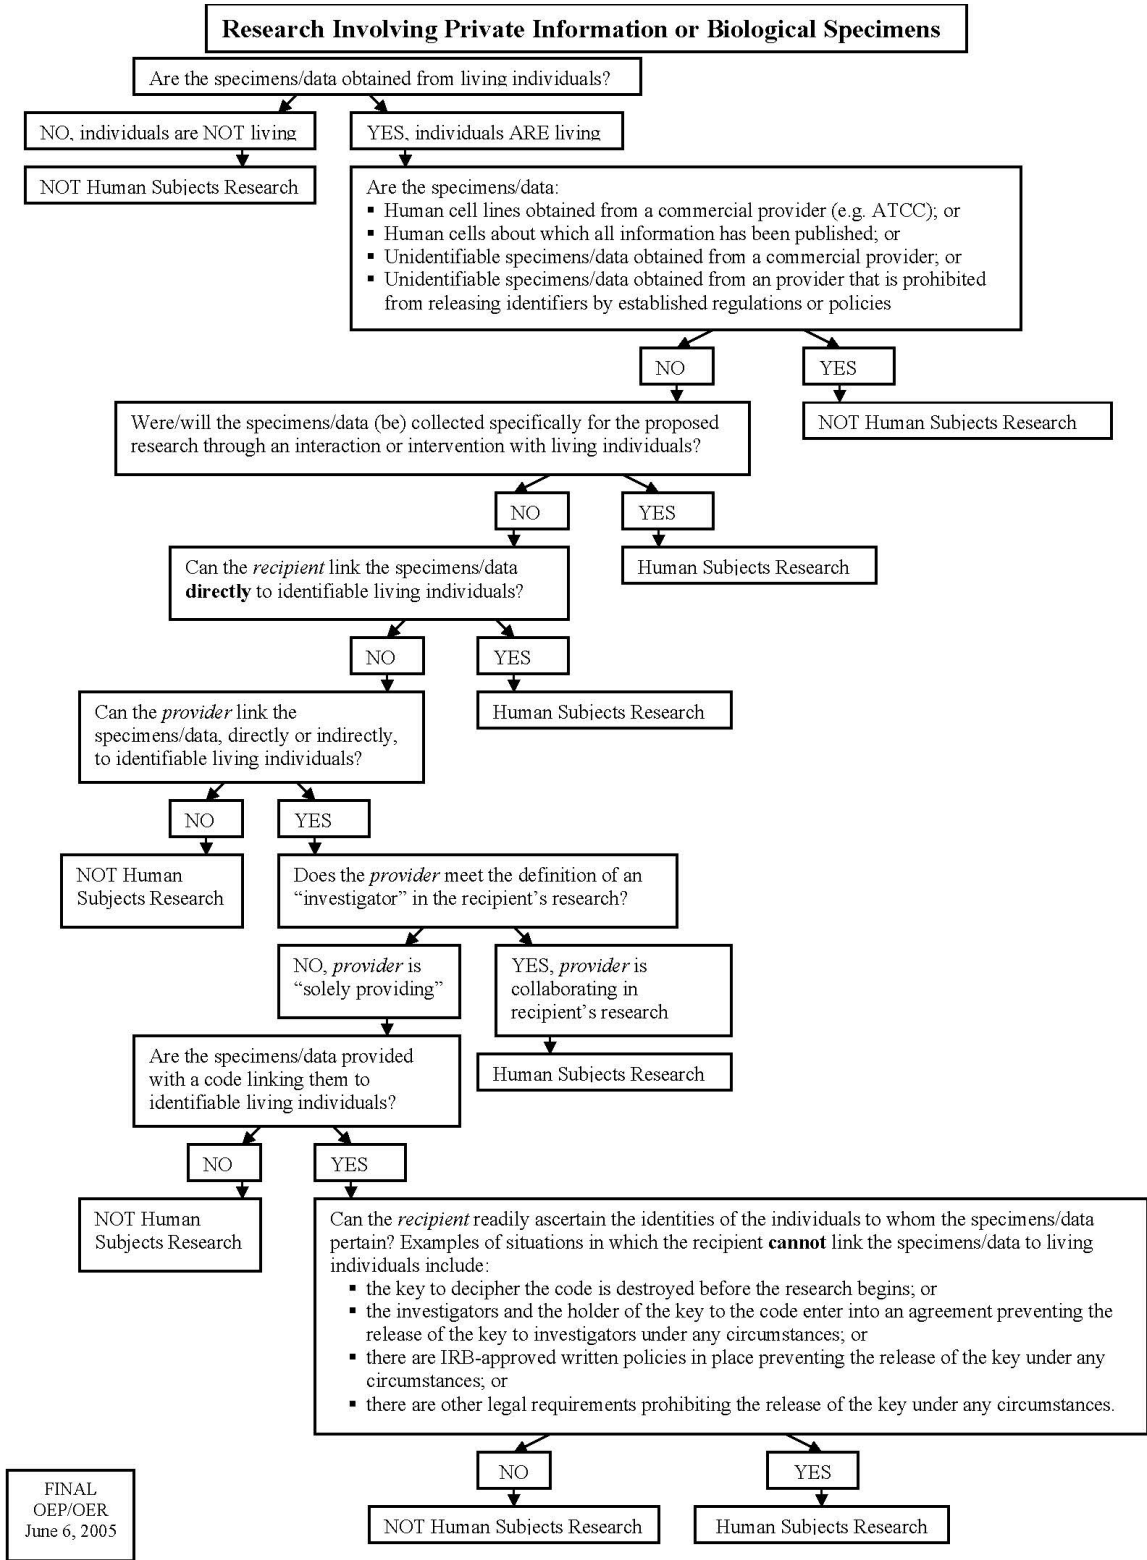 Research Involving Private Information or Biological Specimens
Are the specimens/data obtained from living individuals?
NO, individuals are NOT living
YES, individuals ARE living
NOT Human Subjects Research
Are the specimens/data:
▪ Human cell lines obtained from a commercial provider (e.g. ATCC); or
▪ Human cells about which all information has been published; or
▪ Unidentifiable specimens/data obtained from a commercial provider; or
▪ Unidentifiable specimens/data obtained from an provider that is prohibited
from releasing identifiers by established regulations or policies
NO
YES
NOT Human Subjects Research
Were/will the specimens/data (be) collected specifically for the proposed
research through an interaction or intervention with living individuals?
NO
YES
Human Subjects Research
Can the recipient link the specimens/data
directly to identifiable living individuals?
NO
YES
Human Subjects Research
Can the provider link the
specimens/data, directly or indirectly,
to identifiable living individuals?
NO
YES
NOT Human
Subjects Research
Does the provider meet the definition of an
“investigator” in the recipient’s research?
NO, provider is
“solely providing”
YES, provider is
collaborating in
recipient’s research
Human Subjects Research
Are the specimens/data provided
with a code linking them to
identifiable living individuals?
NO
YES
NOT Human
Subjects Research
Can the recipient readily ascertain the identities of the individuals to whom the specimens/data
pertain? Examples of situations in which the recipient cannot link the specimens/data to living
individuals include:
▪ the key to decipher the code is destroyed before the research begins; or
▪ the investigators and the holder of the key to the code enter into an agreement preventing the
release of the key to investigators under any circumstances; or
▪ there are IRB-approved written policies in place preventing the release of the key under any
circumstances; or
▪ there are other legal requirements prohibiting the release of the key under any circumstances.
NO
YES
NOT Human Subjects Research
Human Subjects Research
FINAL
OEP/OER
June 6, 2005